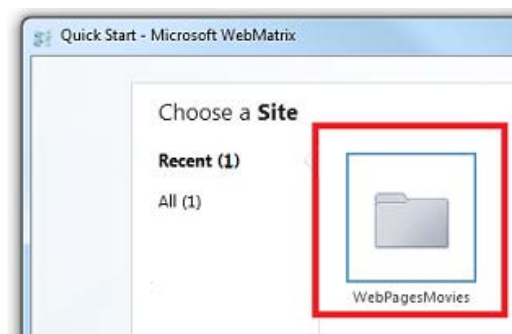 Quick Start - Microsoft WebMatrix
Choose a Site
Recent (1)
All (1)
WebPagesMovies